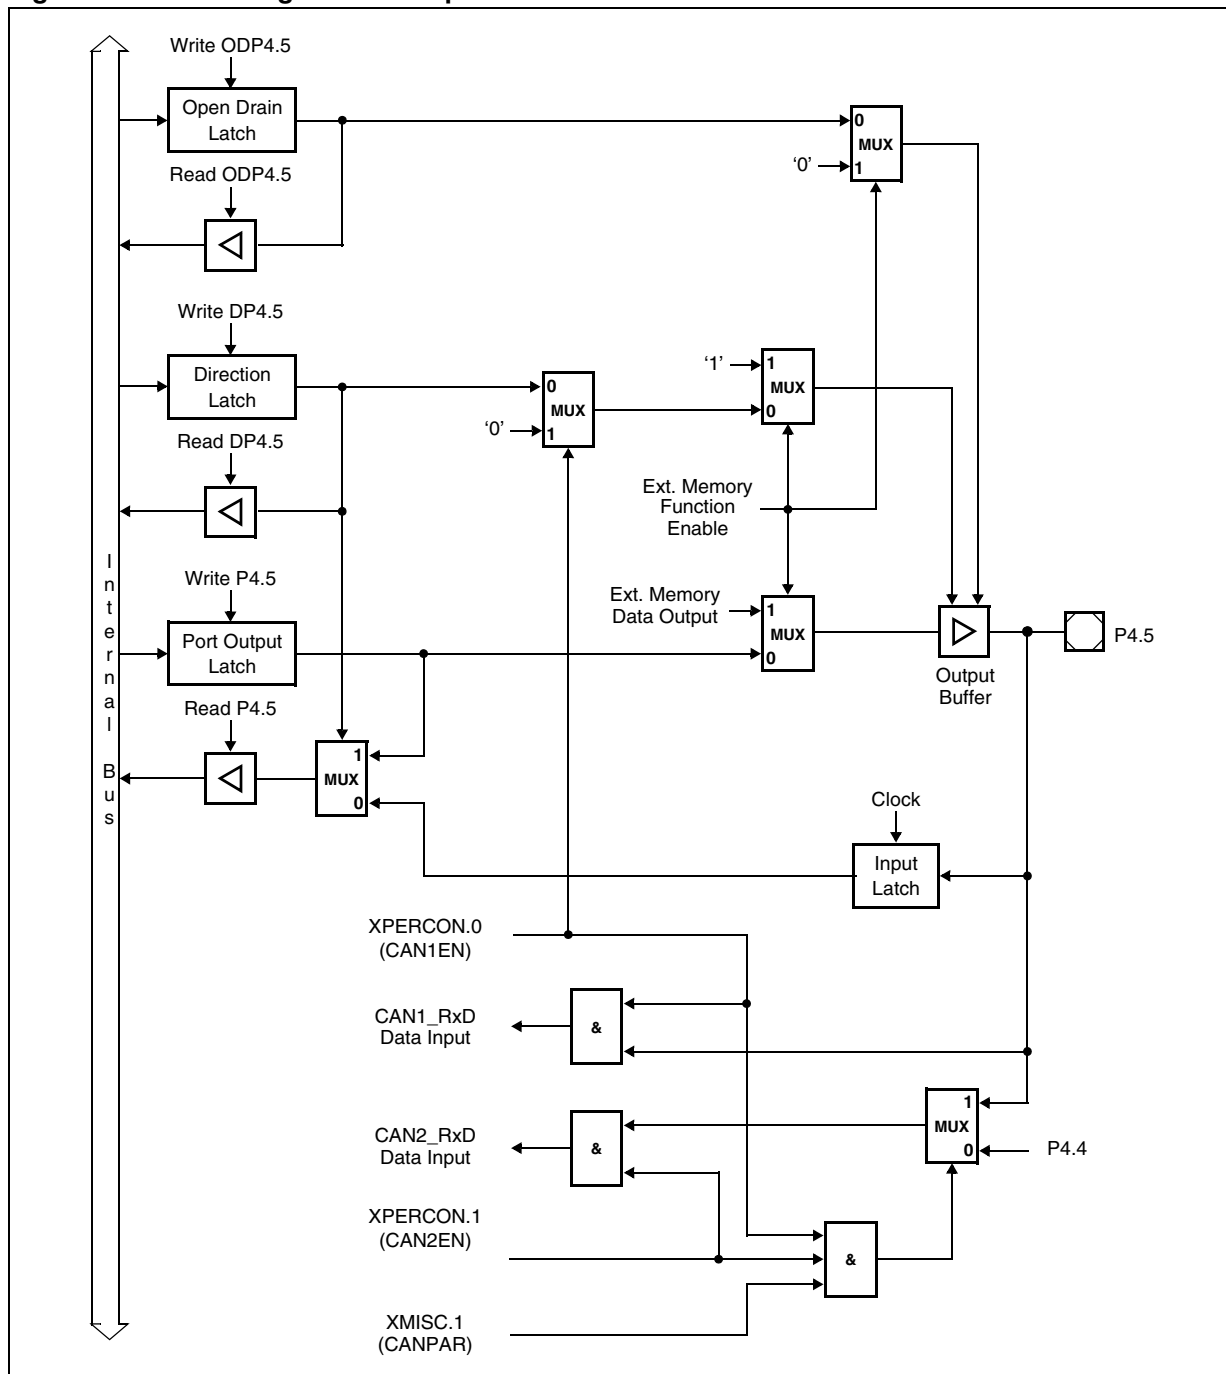 Write ODP4.5
Open Drain
Latch
Read ODP4.5
0
MUX
'0'
1
Write DP4.5
Direction
Latch
Read DP4.5
0
MUX
'0'
1
'1'
1
MUX
0
Ext. Memory
Function
Enable
Internal Bus
Write P4.5
Port Output
Latch
Read P4.5
Ext. Memory
Data Output
1
MUX
0
Output
Buffer
P4.5
1
MUX
0
Clock
Input
Latch
XPERCON.0
(CAN1EN)
CAN1_RxD
Data Input
&
CAN2_RxD
Data Input
&
1
MUX
0
P4.4
XPERCON.1
(CAN2EN)
&
XMISC.1
(CANPAR)